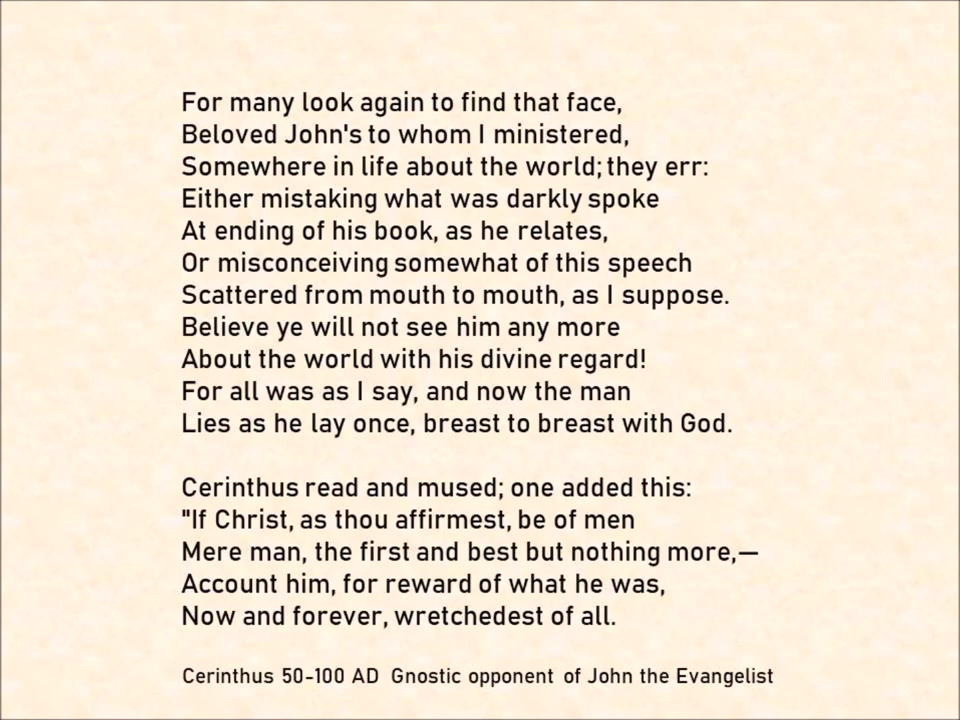 For many look again to find that face,
Beloved John's to whom I ministered,
Somewhere in life about the world; they err:
Either mistaking what was darkly spoke
At ending of his book, as he relates,
Or misconceiving somewhat of this speech
Scattered from mouth to mouth, as I suppose.
Believe ye will not see him any more
About the world with his divine regard!
For all was as I say, and now the man
Lies as he lay once, breast to breast with God.

Cerinthus read and mused; one added this:
"If Christ, as thou affirmest, be of men
Mere man, the first and best but nothing more,—
Account him, for reward of what he was,
Now and forever, wretchedest of all.

Cerinthus 50-100 AD  Gnostic opponent of John the Evangelist